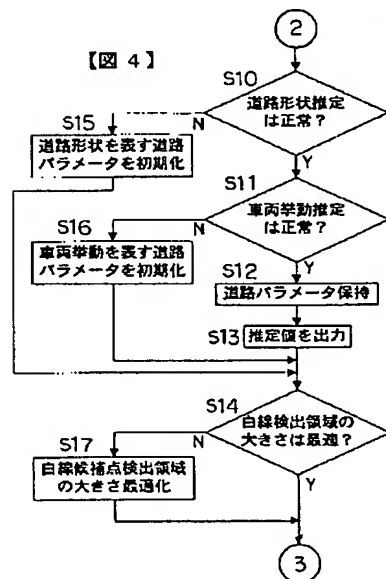 2
【図 4】
S10
道路形状推定
は正常？
N
Y
S15
道路形状を表す道路
パラメータを初期化
S11
車両挙動推定
は正常？
N
Y
S16
車両挙動を表す道路
パラメータを初期化
S12
道路パラメータ保持
S13
推定値を出力
S14
白線検出領域の
大きさは最適？
N
Y
S17
白線候補点検出領域
の大きさ最適化
3